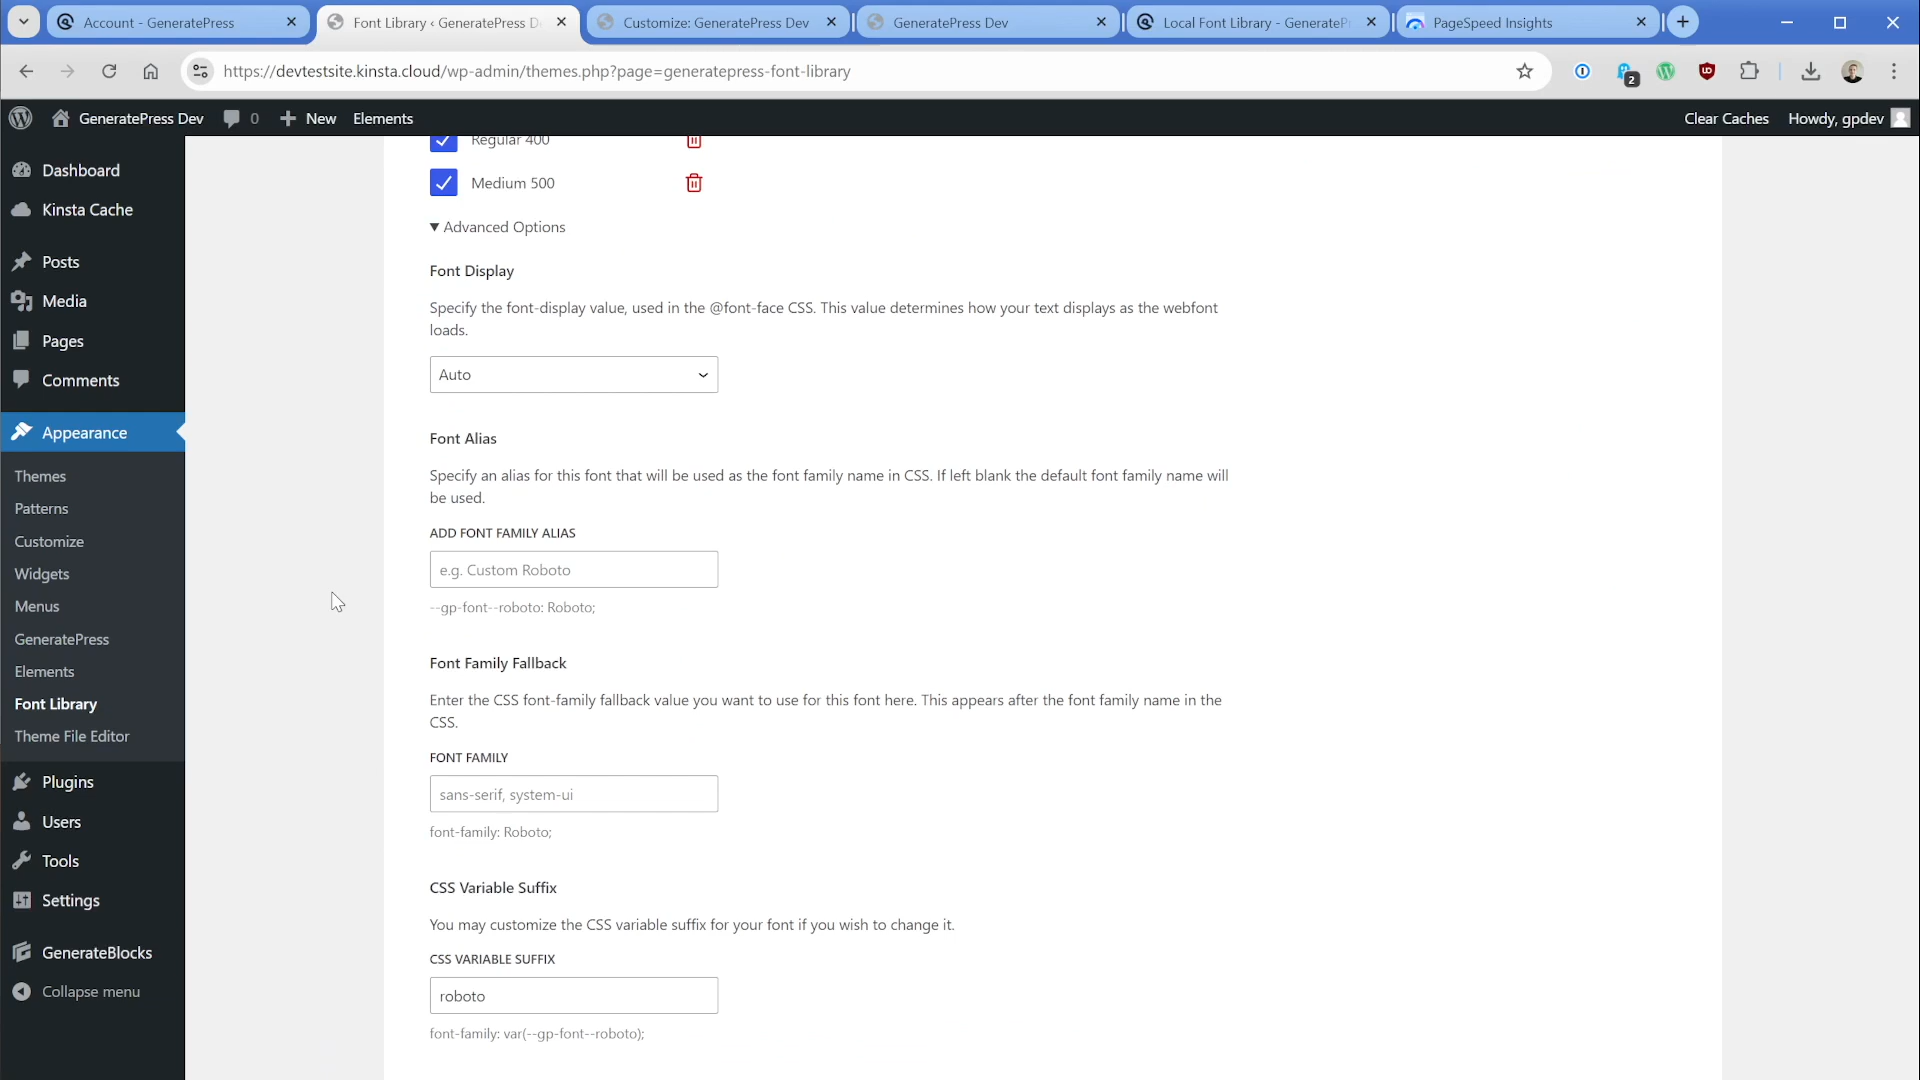 Account - GeneratePress
Font Library ‹ GeneratePress D
Customize: GeneratePress Dev
GeneratePress Dev
Local Font Library - GenerateP
PageSpeed Insights
https://devtestsite.kinsta.cloud/wp-admin/themes.php?page=generatepress-font-library
2
GeneratePress Dev
0
New
Elements
Clear Caches
Howdy, gpdev
Dashboard
Kinsta Cache
Posts
Media
Pages
Comments
Appearance
Themes
Patterns
Customize
Widgets
Menus
GeneratePress
Elements
Font Library
Theme File Editor
Plugins
Users
Tools
Settings
GenerateBlocks
Collapse menu
Regular 400
Medium 500
▼ Advanced Options
Font Display
Specify the font-display value, used in the @font-face CSS. This value determines how your text displays as the webfont
loads.
Auto
Font Alias
Specify an alias for this font that will be used as the font family name in CSS. If left blank the default font family name will
be used.
ADD FONT FAMILY ALIAS
e.g. Custom Roboto
--gp-font--roboto: Roboto;
Font Family Fallback
Enter the CSS font-family fallback value you want to use for this font here. This appears after the font family name in the
CSS.
FONT FAMILY
sans-serif, system-ui
font-family: Roboto;
CSS Variable Suffix
You may customize the CSS variable suffix for your font if you wish to change it.
CSS VARIABLE SUFFIX
roboto
font-family: var(--gp-font--roboto);